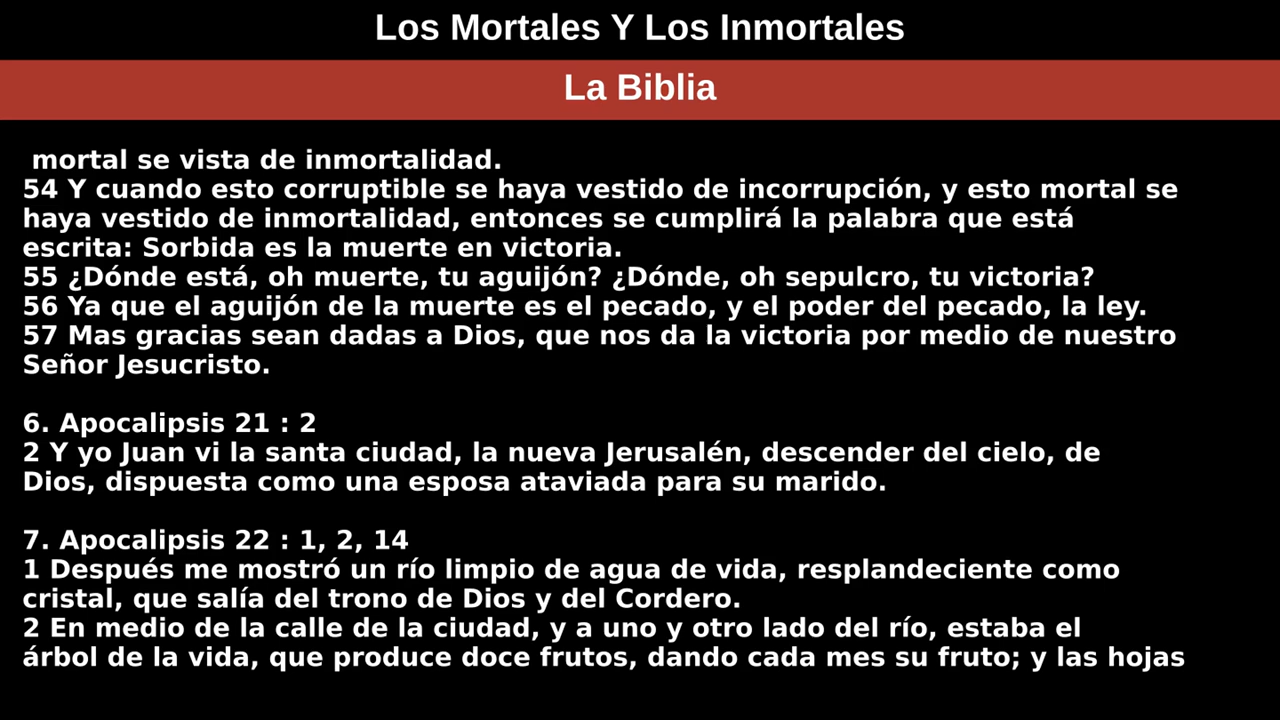 Los Mortales Y Los Inmortales
La Biblia
mortal se vista de inmortalidad.
54 Y cuando esto corruptible se haya vestido de incorrupción, y esto mortal se
haya vestido de inmortalidad, entonces se cumplirá la palabra que está
escrita: Sorbida es la muerte en victoria.
55 ¿Dónde está, oh muerte, tu aguijón? ¿Dónde, oh sepulcro, tu victoria?
56 Ya que el aguijón de la muerte es el pecado, y el poder del pecado, la ley.
57 Mas gracias sean dadas a Dios, que nos da la victoria por medio de nuestro
Señor Jesucristo.
6. Apocalipsis 21 : 2
2 Y yo Juan vi la santa ciudad, la nueva Jerusalén, descender del cielo, de
Dios, dispuesta como una esposa ataviada para su marido.
7. Apocalipsis 22 : 1, 2, 14
1 Después me mostró un río limpio de agua de vida, resplandeciente como
cristal, que salía del trono de Dios y del Cordero.
2 En medio de la calle de la ciudad, y a uno y otro lado del río, estaba el
árbol de la vida, que produce doce frutos, dando cada mes su fruto; y las hojas